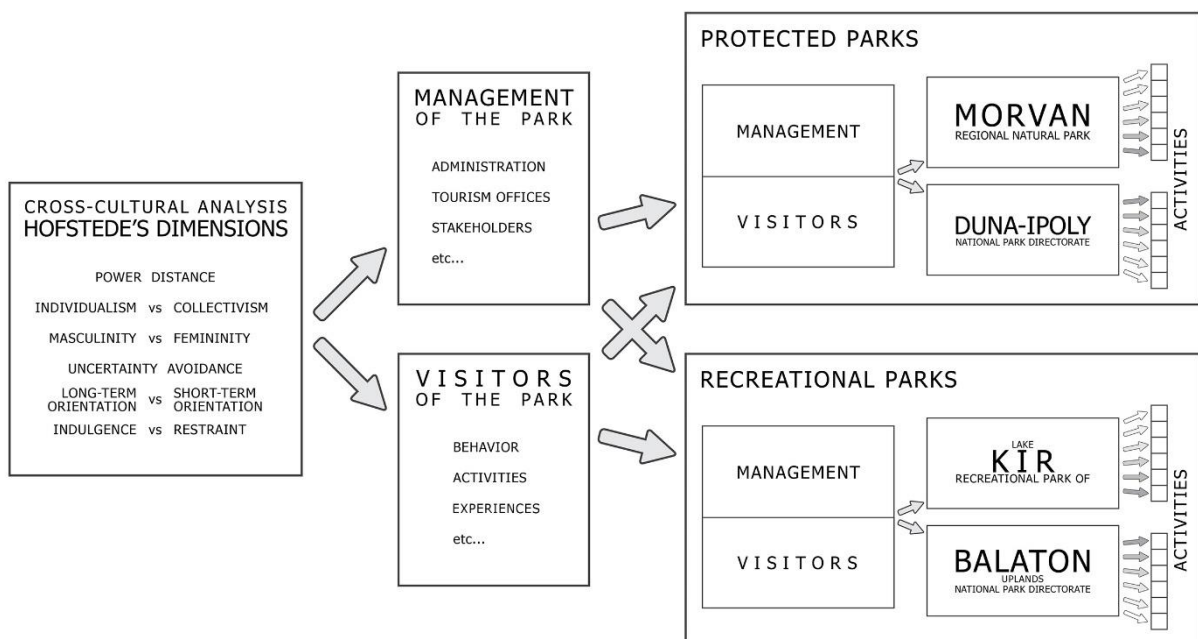 CROSS-CULTURAL ANALYSIS
HOFSTEDE'S DIMENSIONS
POWER DISTANCE
INDIVIDUALISM vs COLLECTIVISM
MASCULINITY vs FEMININITY
UNCERTAINTY AVOIDANCE
LONG-TERM ORIENTATION vs SHORT-TERM ORIENTATION
INDULGENCE vs RESTRAINT
MANAGEMENT
OF THE PARK
ADMINISTRATION
TOURISM OFFICES
STAKEHOLDERS
etc...
VISITORS
OF THE PARK
BEHAVIOR
ACTIVITIES
EXPERIENCES
etc...
PROTECTED PARKS
MANAGEMENT
VISITORS
MORVAN
REGIONAL NATURAL PARK
DUNA-IPOLY
NATIONAL PARK DIRECTORATE
ACTIVITIES
RECREATIONAL PARKS
MANAGEMENT
VISITORS
LAKE
KIR
RECREATIONAL PARK OF
BALATON
UPLANDS
NATIONAL PARK DIRECTORATE
ACTIVITIES